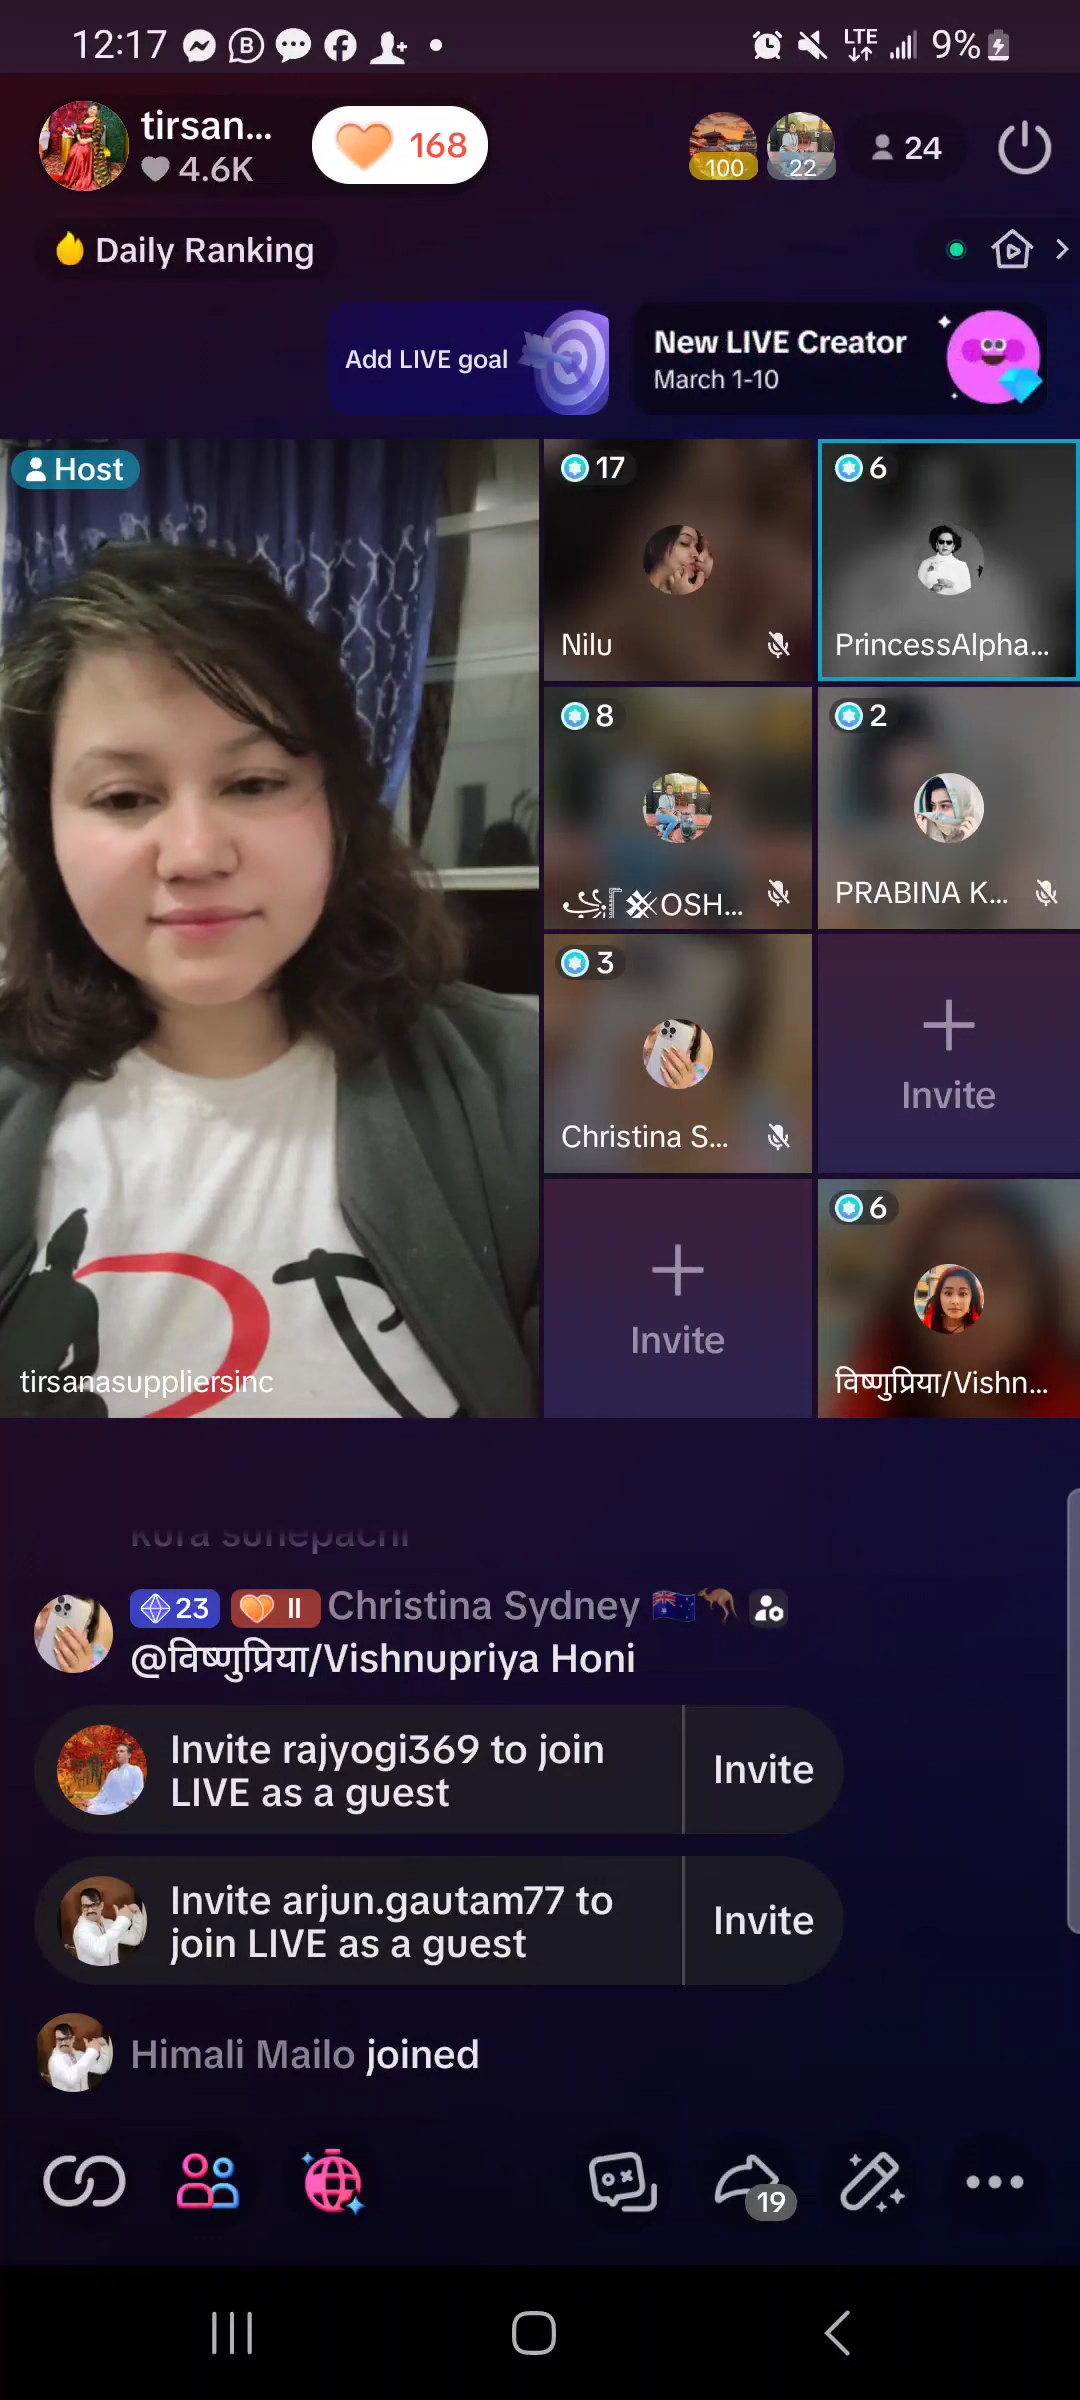 12:17
LTE
9%
tirsan...
4.6K
168
100
22
24
Daily Ranking
Add LIVE goal
New LIVE Creator
March 1-10
Host
17
Nilu
6
PrincessAlpha...
8
OSH...
2
PRABINA K...
3
Christina S...
Invite
Invite
6
विष्णुप्रिया/Vishn...
tirsanasuppliersinc
23
II
Christina Sydney
@विष्णुप्रिया/Vishnupriya Honi
Invite rajyogi369 to join
LIVE as a guest
Invite
Invite arjun.gautam77 to
join LIVE as a guest
Invite
Himali Mailo joined
19